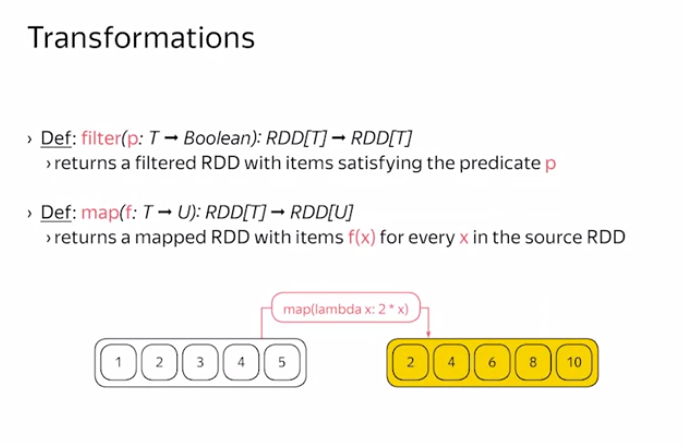 Transformations
› Def: filter(p: T → Boolean): RDD[T] → RDD[T]
› returns a filtered RDD with items satisfying the predicate p
› Def: map(f: T → U): RDD[T] → RDD[U]
› returns a mapped RDD with items f(x) for every x in the source RDD
map(lambda x: 2 * x)
1 2 3 4 5 2 4 6 8 10